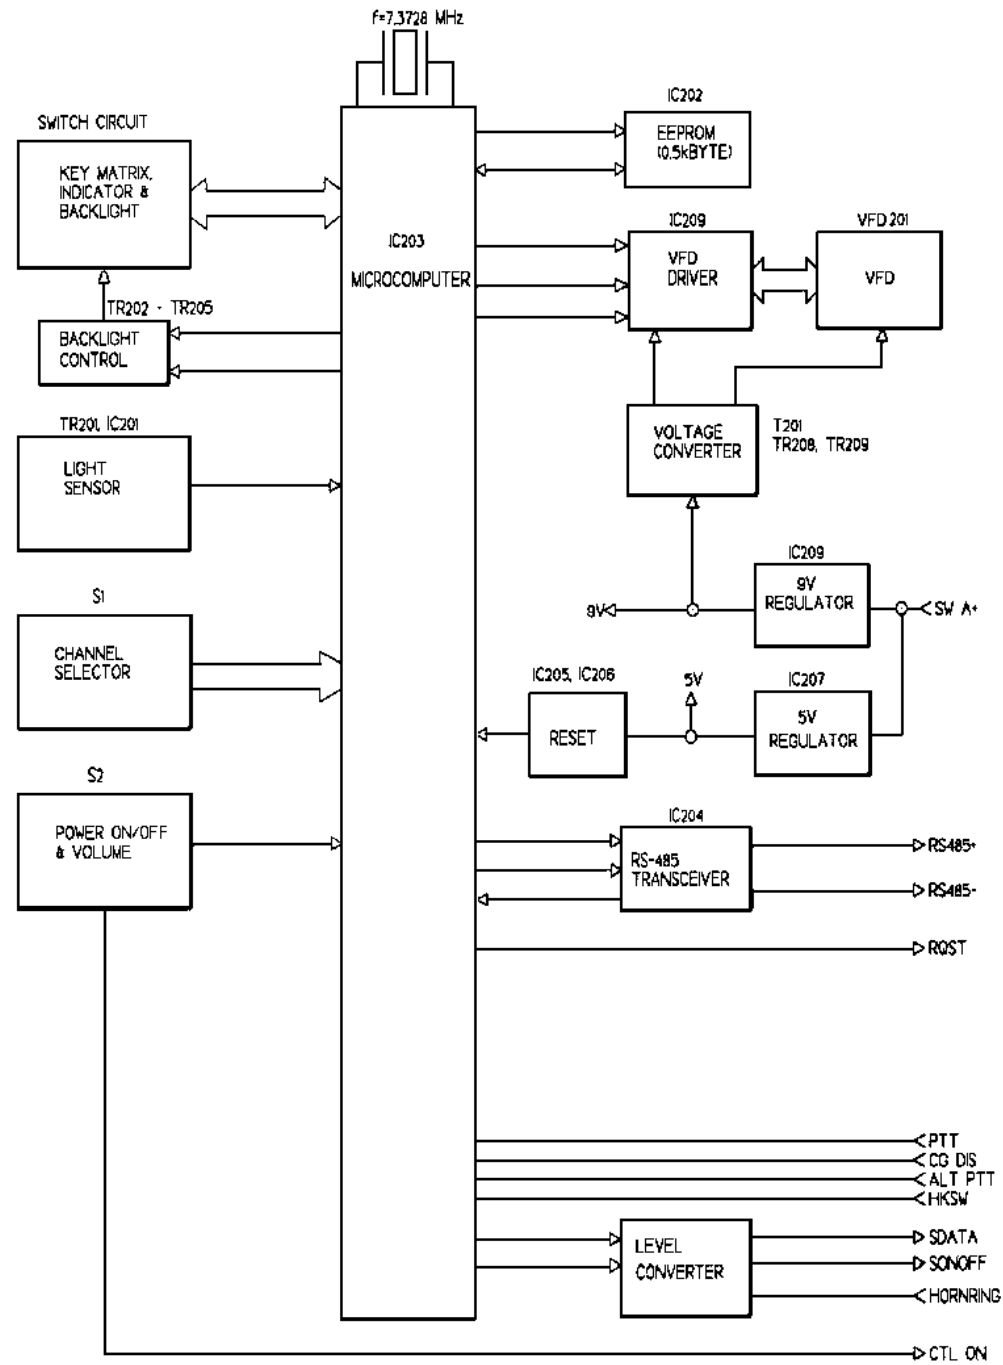 f=7.3728 MHz
SWITCH CIRCUIT
KEY MATRIX,
INDICATOR &
BACKLIGHT
TR202 - TR205
BACKLIGHT
CONTROL
TR201, IC201
LIGHT
SENSOR
S1
CHANNEL
SELECTOR
S2
POWER ON/OFF
& VOLUME
IC203
MICROCOMPUTER
IC202
EEPROM
(0.5kBYTE)
IC209
VFD
DRIVER
VFD201
VFD
VOLTAGE
CONVERTER
T201
TR208, TR209
IC209
9V
REGULATOR
9V
SW A+
IC205, IC206
RESET
5V
IC207
5V
REGULATOR
IC204
RS-485
TRANSCEIVER
RS485+
RS485-
RQST
PTT
CG DIS
ALT PTT
HKSW
LEVEL
CONVERTER
SDATA
SONOFF
HORNRING
CTL ON